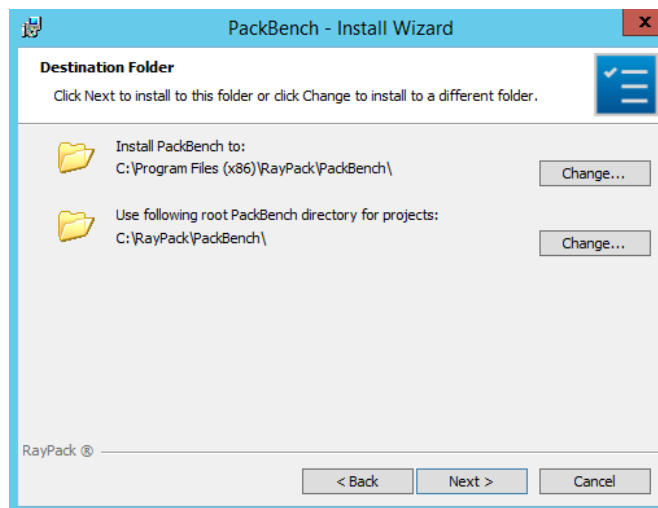 PackBench - Install Wizard
x
Destination Folder
Click Next to install to this folder or click Change to install to a different folder.
Install PackBench to:
C:\Program Files (x86)\RayPack\PackBench\
Change...
Use following root PackBench directory for projects:
C:\RayPack\PackBench\
Change...
RayPack ®
< Back Next > Cancel